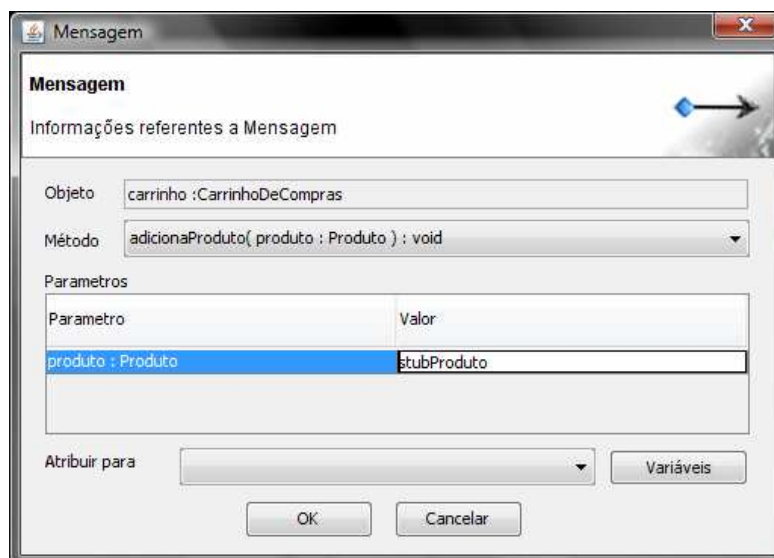 Mensagem
Mensagem
Informações referentes a Mensagem
Objeto carrinho :CarrinhoDeCompras
Método adicionaProduto( produto : Produto ) : void
Parametros
Parametro Valor
produto : Produto stubProduto
Atribuir para Variáveis
OK Cancelar